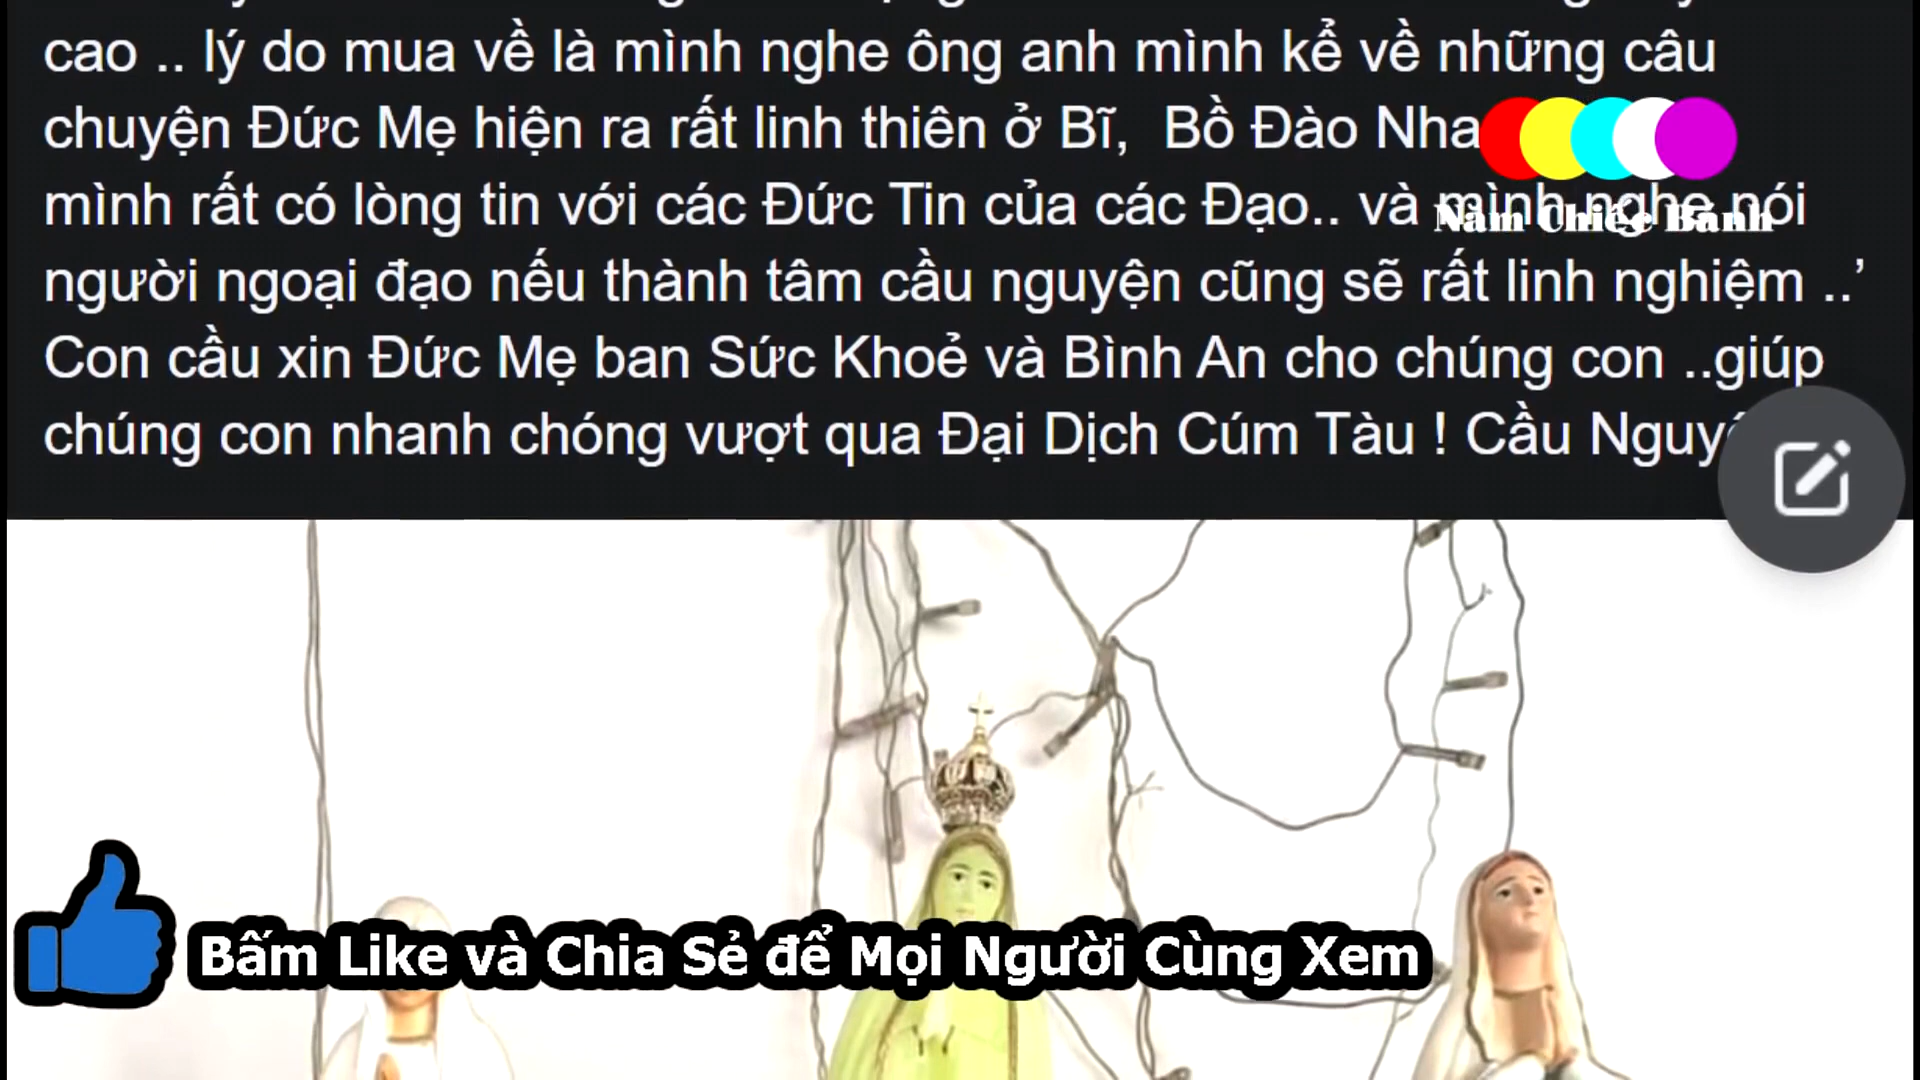 cao .. lý do mua về là mình nghe ông anh mình kể về những câu
chuyện Đức Mẹ hiện ra rất linh thiên ở Bĩ, Bồ Đào Nha
mình rất có lòng tin với các Đức Tin của các Đạo.. và mình nghe nói
Năm Chiếc Bánh
người ngoại đạo nếu thành tâm cầu nguyện cũng sẽ rất linh nghiệm ..’
Con cầu xin Đức Mẹ ban Sức Khoẻ và Bình An cho chúng con ..giúp
chúng con nhanh chóng vượt qua Đại Dịch Cúm Tàu ! Cầu
Bấm Like và Chia Sẻ để Mọi Người Cùng Xem